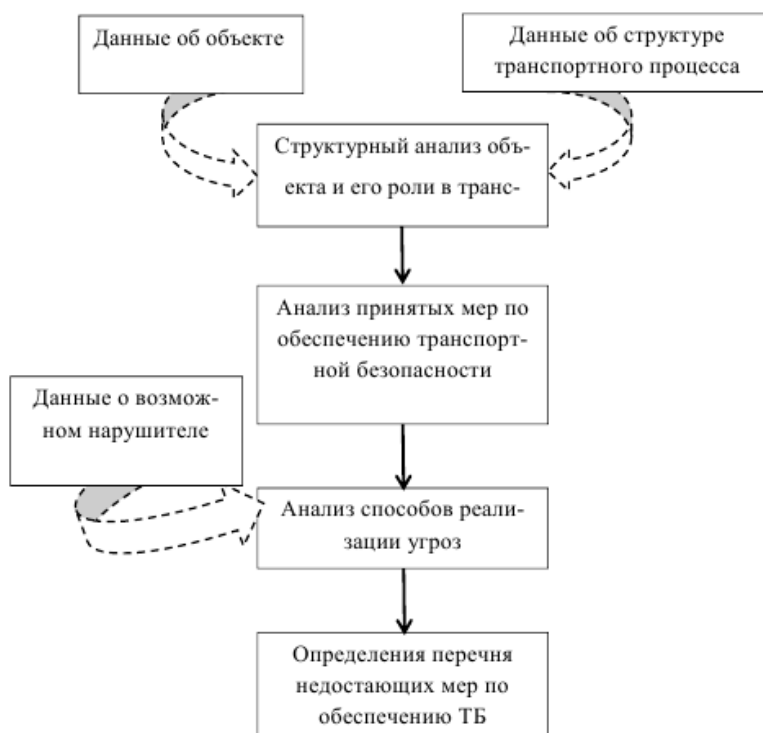 Данные об объекте
Данные об структуре
транспортного процесса
Структурный анализ объ-
екта и его роли в транс-
Анализ принятых мер по
обеспечению транспорт-
ной безопасности
Данные о возмож-
ном нарушителе
Анализ способов реали-
зации угроз
Определения перечня
недостающих мер по
обеспечению ТБ